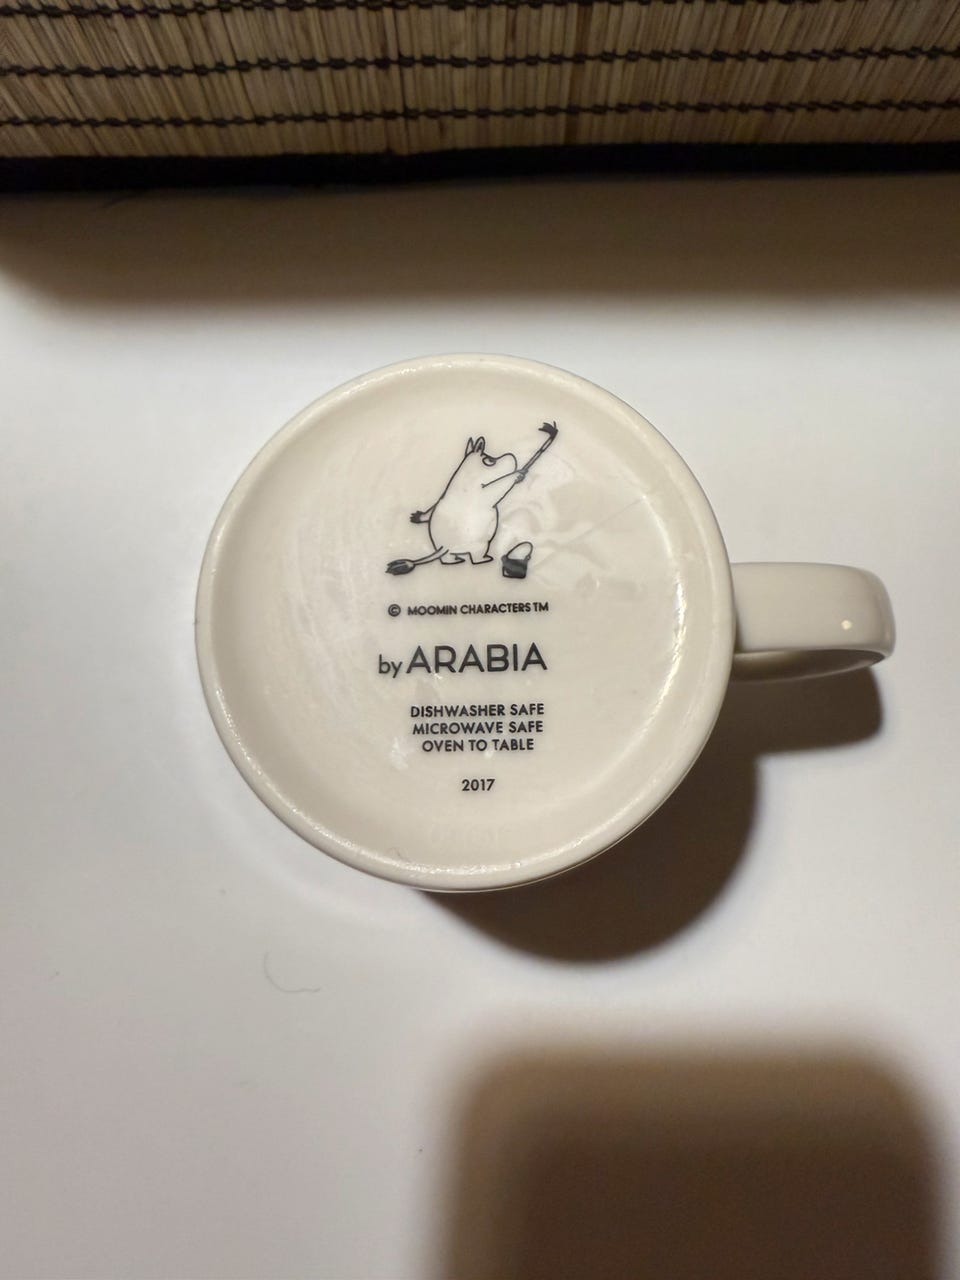 © MOOMIN CHARACTERS TM
by ARABIA
DISHWASHER SAFE
MICROWAVE SAFE
OVEN TO TABLE
2017